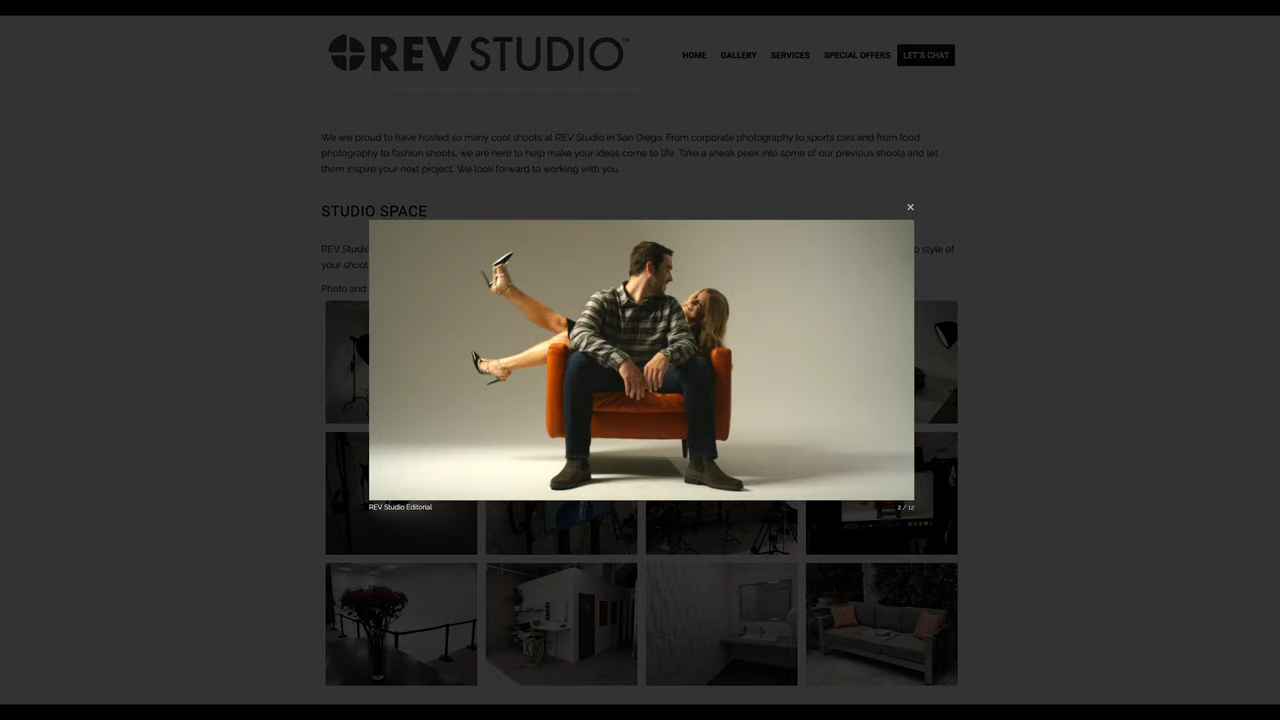 REV STUDIO™
HOME GALLERY SERVICES SPECIAL OFFERS LET'S CHAT
We are proud to have hosted so many cool shoots at REV Studio in San Diego. From corporate photography to sports cars and from food
photography to fashion shoots, we are here to help make your ideas come to life. Take a sneak peek into some of our previous shoots and let
them inspire your next project. We look forward to working with you.
×
STUDIO SPACE
REV Studio style of
your shoot
Photo and
REV Studio Editorial 2 / 12